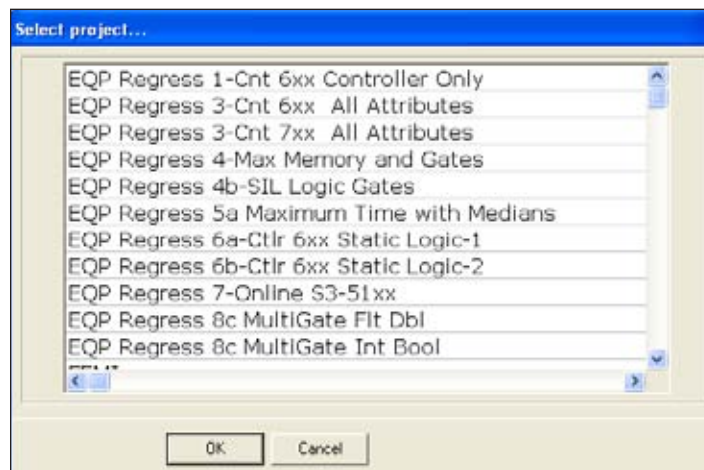 Select project...
EQP Regress 1-Cnt 6xx Controller Only
EQP Regress 3-Cnt 6xx  All Attributes
EQP Regress 3-Cnt 7xx  All Attributes
EQP Regress 4-Max Memory and Gates
EQP Regress 4b-SIL Logic Gates
EQP Regress 5a Maximum Time with Medians
EQP Regress 6a-Ctlr 6xx Static Logic-1
EQP Regress 6b-Ctlr 6xx Static Logic-2
EQP Regress 7-Online S3-51xx
EQP Regress 8c MultiGate Flt Dbl
EQP Regress 8c MultiGate Int Bool
OK Cancel